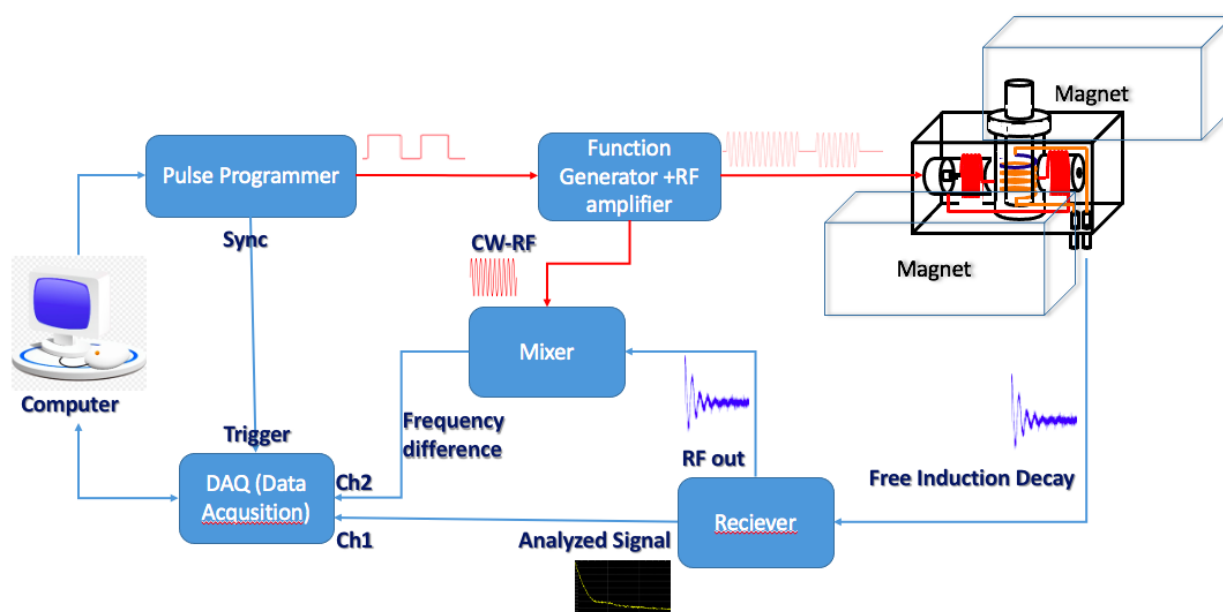 Magnet
Pulse Programmer
Function
Generator +RF
amplifier
Sync
CW-RF
Magnet
Mixer
Computer
Frequency
difference
Trigger
RF out
Free Induction Decay
DAQ (Data
Acqusition)
Ch2
Reciever
Ch1
Analyzed Signal